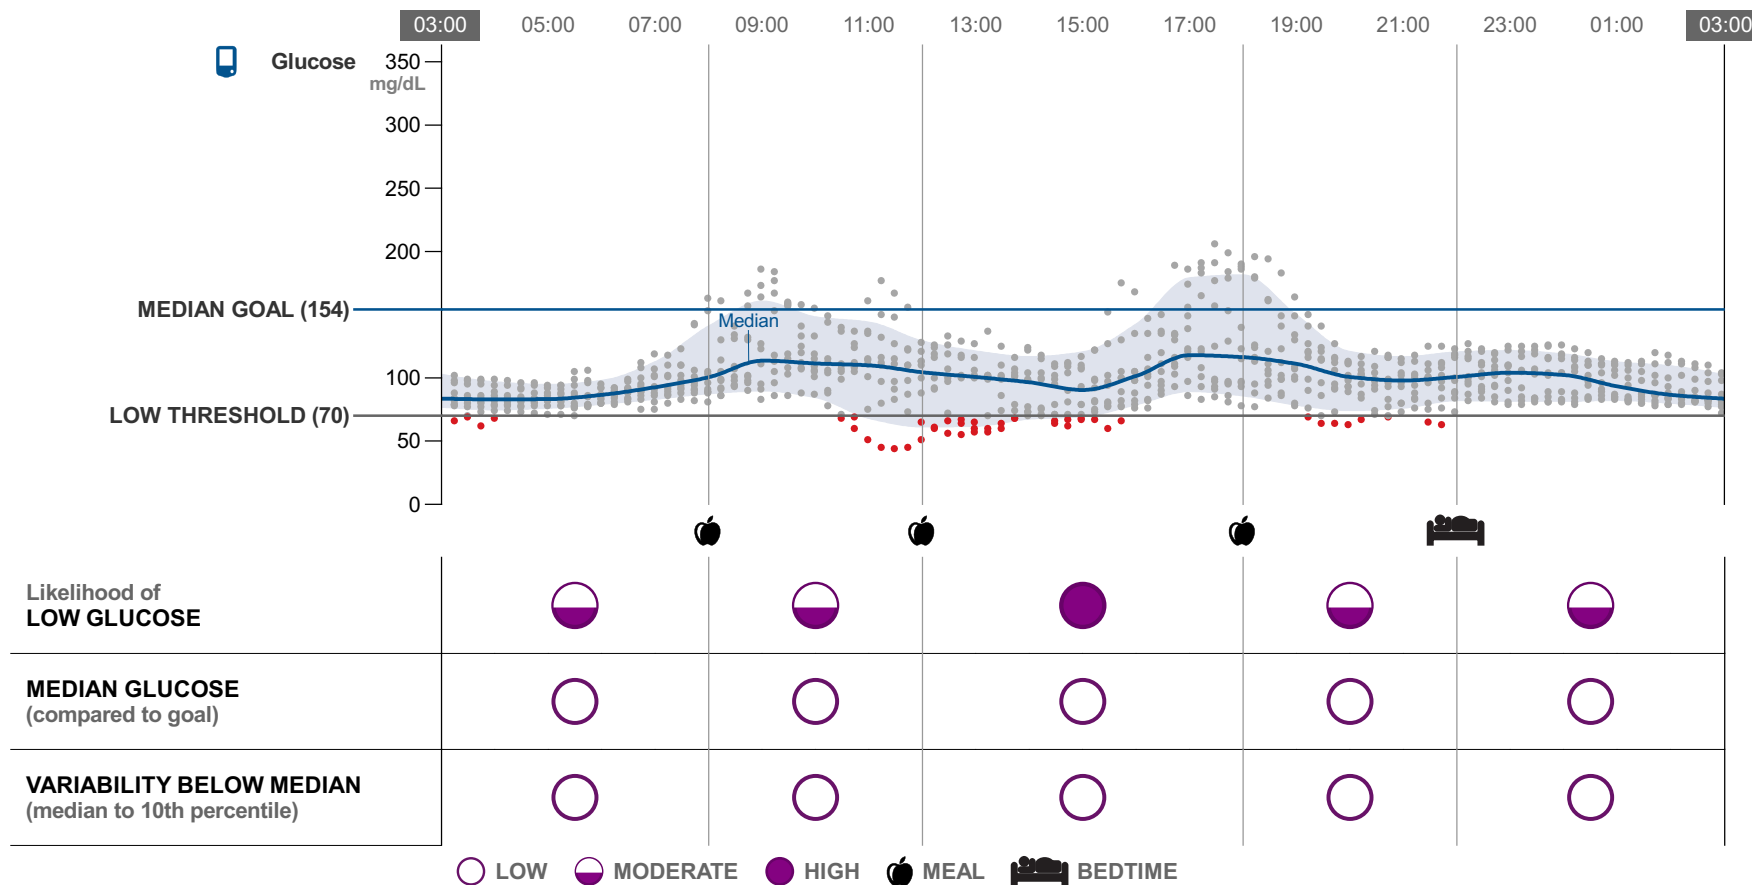 03:00 05:00 07:00 09:00 11:00 13:00 15:00 17:00 19:00 21:00 23:00 01:00 03:00
Glucose 350
mg/dL
300
250
200
MEDIAN GOAL (154)
Median
100
LOW THRESHOLD (70)
50
0
Likelihood of
LOW GLUCOSE
MEDIAN GLUCOSE
(compared to goal)
VARIABILITY BELOW MEDIAN
(median to 10th percentile)
LOW MODERATE HIGH MEAL BEDTIME